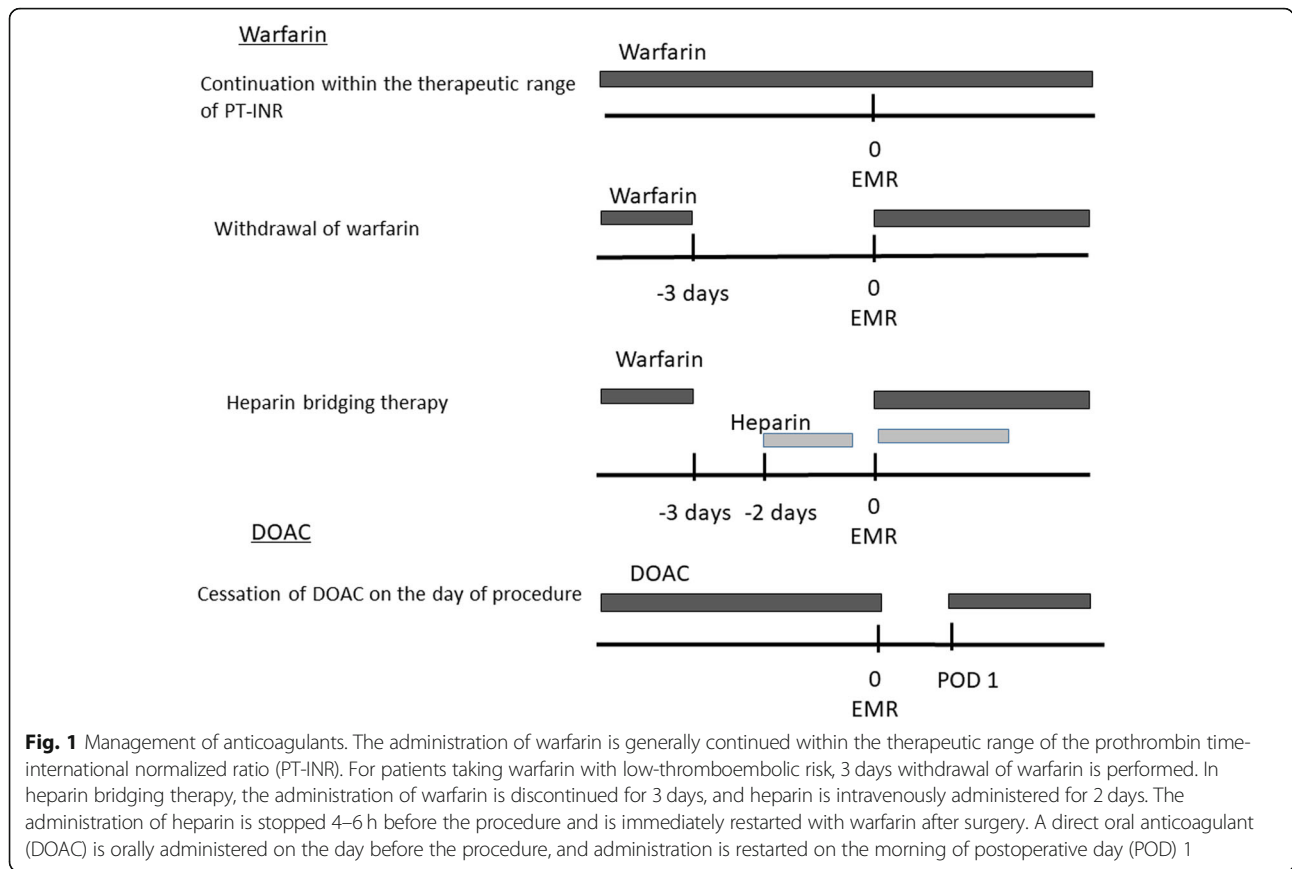 Warfarin
Warfarin
Continuation within the therapeutic range
of PT-INR
0
EMR
Warfarin
Withdrawal of warfarin
-3 days
0
EMR
Warfarin
Heparin bridging therapy
Heparin
-3 days -2 days
0
EMR
DOAC
DOAC
Cessation of DOAC on the day of procedure
0
POD 1
EMR
Fig. 1 Management of anticoagulants. The administration of warfarin is generally continued within the therapeutic range of the prothrombin time-
international normalized ratio (PT-INR). For patients taking warfarin with low-thromboembolic risk, 3 days withdrawal of warfarin is performed. In
heparin bridging therapy, the administration of warfarin is discontinued for 3 days, and heparin is intravenously administered for 2 days. The
administration of heparin is stopped 4–6 h before the procedure and is immediately restarted with warfarin after surgery. A direct oral anticoagulant
(DOAC) is orally administered on the day before the procedure, and administration is restarted on the morning of postoperative day (POD) 1